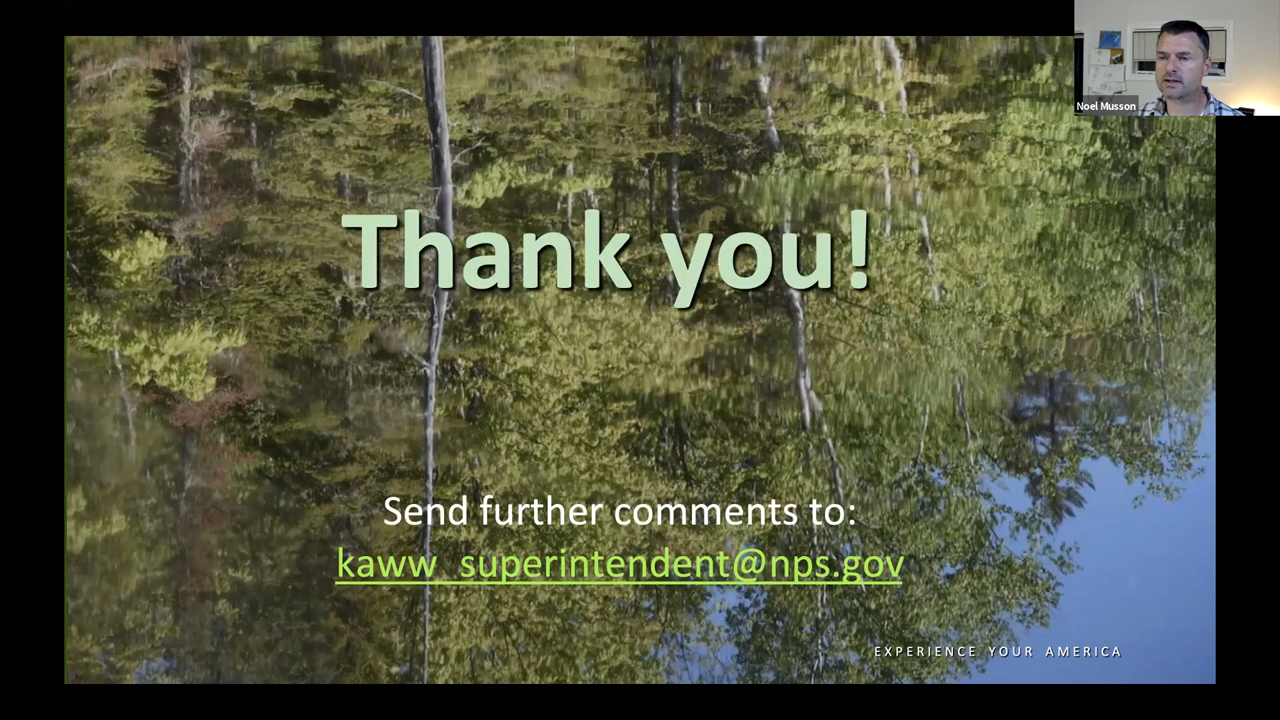 Noel Musson
Thank you!
Send further comments to:
kaww_superintendent@nps.gov
EXPERIENCE YOUR AMERICA